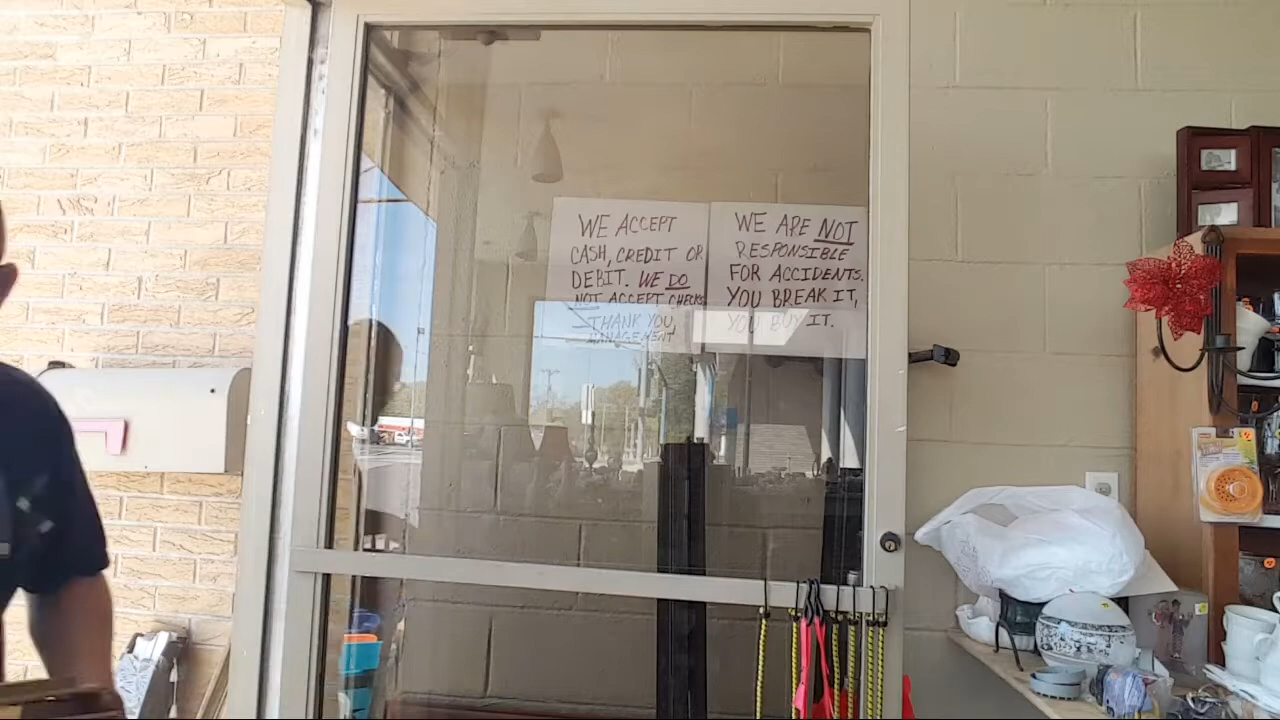 WE ACCEPT
CASH, CREDIT OR
DEBIT. WE DO
NOT ACCEPT CHECKS
THANK YOU,
MANAGEMENT
WE ARE NOT
RESPONSIBLE
FOR ACCIDENTS.
YOU BREAK IT,
YOU BUY IT.